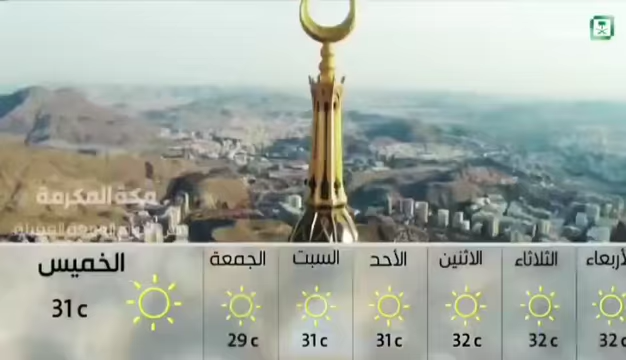 مكة المكرمة
الخميس
31 c
الجمعة
29 c
السبت
31 c
الأحد
31 c
الاثنين
32 c
الثلاثاء
32 c
الأربعاء
32 c